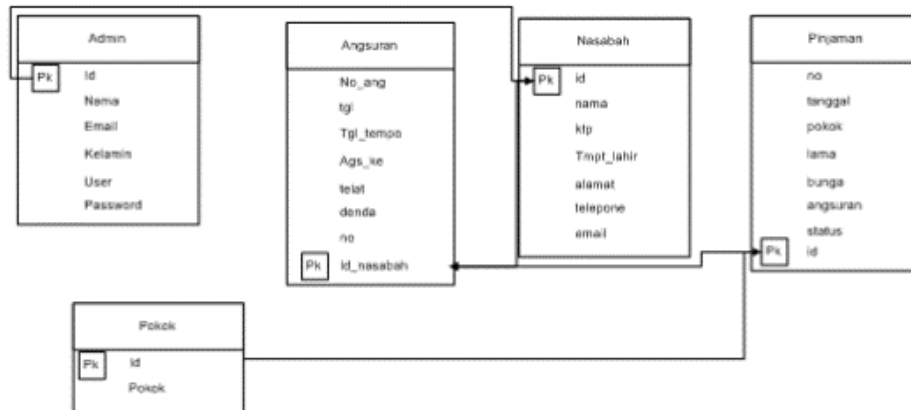 Admin
Pk Id
Nama
Email
Kelamin
User
Password
Angsuran
No_ang
tgl
Tgl_tempo
Ags_ke
telat
denda
no
Pk Id_nasabah
Nasabah
Pk id
nama
ktp
Tmpt_lahir
alamat
telepone
email
Pinjaman
no
tanggal
pokok
lama
bunga
angsuran
status
Pk id
Pokok
Pk Id
Pokok